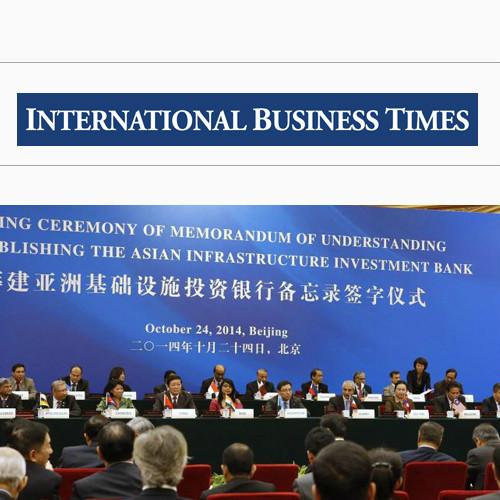 INTERNATIONAL BUSINESS TIMES
ING CEREMONY OF MEMORANDUM OF UNDERSTANDING
BLISHING THE ASIAN INFRASTRUCTURE INVESTMENT BANK
建亚洲基础设施投资银行备忘录签字仪式
October 24, 2014, Beijing
二〇一四年十月二十四日，北京